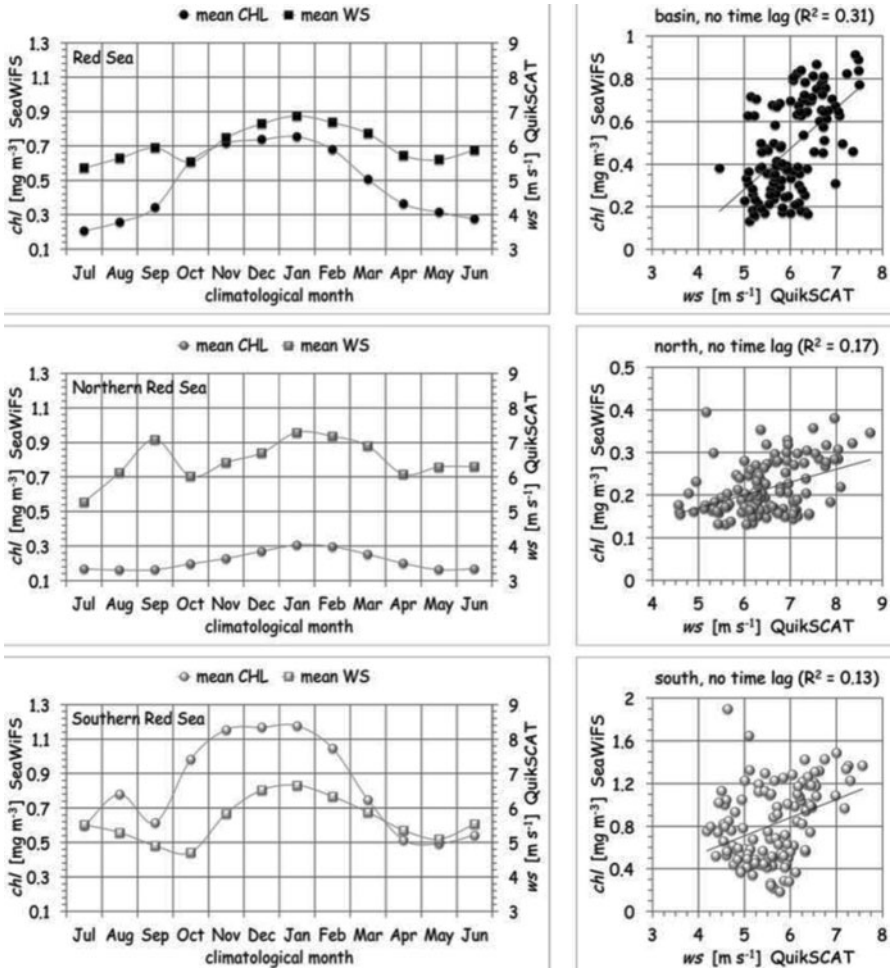 mean CHL mean WS
Red Sea
chl [mg m⁻³] SeaWiFS
1.3
1.1
0.9
0.7
0.5
0.3
0.1
9
8
7
6
5
4
3
ws [m s⁻¹] QuikSCAT
Jul Aug Sep Oct Nov Dec Jan Feb Mar Apr May Jun
climatological month
basin, no time lag (R² = 0.31)
chl [mg m⁻³] SeaWiFS
1
0.8
0.6
0.4
0.2
0
3 4 5 6 7 8
ws [m s⁻¹] QuikSCAT
mean CHL mean WS
Northern Red Sea
chl [mg m⁻³] SeaWiFS
1.3
1.1
0.9
0.7
0.5
0.3
0.1
9
8
7
6
5
4
3
ws [m s⁻¹] QuikSCAT
Jul Aug Sep Oct Nov Dec Jan Feb Mar Apr May Jun
climatological month
north, no time lag (R² = 0.17)
chl [mg m⁻³] SeaWiFS
0.5
0.4
0.3
0.2
0.1
0
4 5 6 7 8 9
ws [m s⁻¹] QuikSCAT
mean CHL mean WS
Southern Red Sea
chl [mg m⁻³] SeaWiFS
1.3
1.1
0.9
0.7
0.5
0.3
0.1
9
8
7
6
5
4
3
ws [m s⁻¹] QuikSCAT
Jul Aug Sep Oct Nov Dec Jan Feb Mar Apr May Jun
climatological month
south, no time lag (R² = 0.13)
chl [mg m⁻³] SeaWiFS
2
1.6
1.2
0.8
0.4
0
3 4 5 6 7 8
ws [m s⁻¹] QuikSCAT